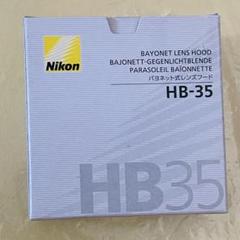 Nikon
BAYONET LENS HOOD
BAJONETT-GEGENLICHTBLENDE
PARASOLEIL BAÏONNETTE
バヨネット式レンズフード
HB-35
HB35